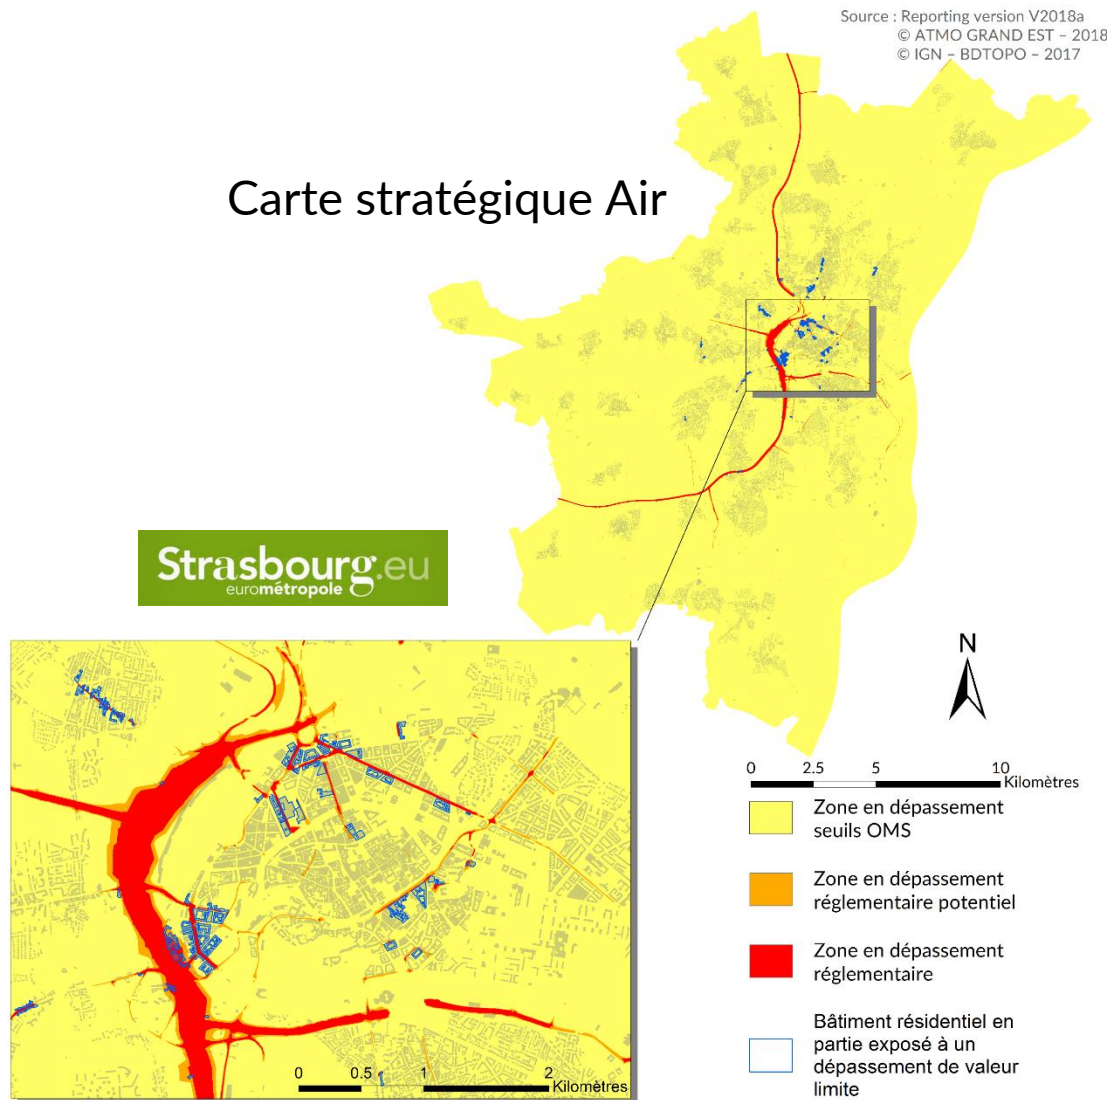 Source : Reporting version V2018a
© ATMO GRAND EST – 2018
© IGN – BDTOPO – 2017
Carte stratégique Air
Strasbourg.eu
eurométropole
N
0 2.5 5 10
Kilomètres
Zone en dépassement
seuils OMS
Zone en dépassement
réglementaire potentiel
Zone en dépassement
réglementaire
Bâtiment résidentiel en
partie exposé à un
dépassement de valeur
limite
0 0.5 1 2
Kilomètres